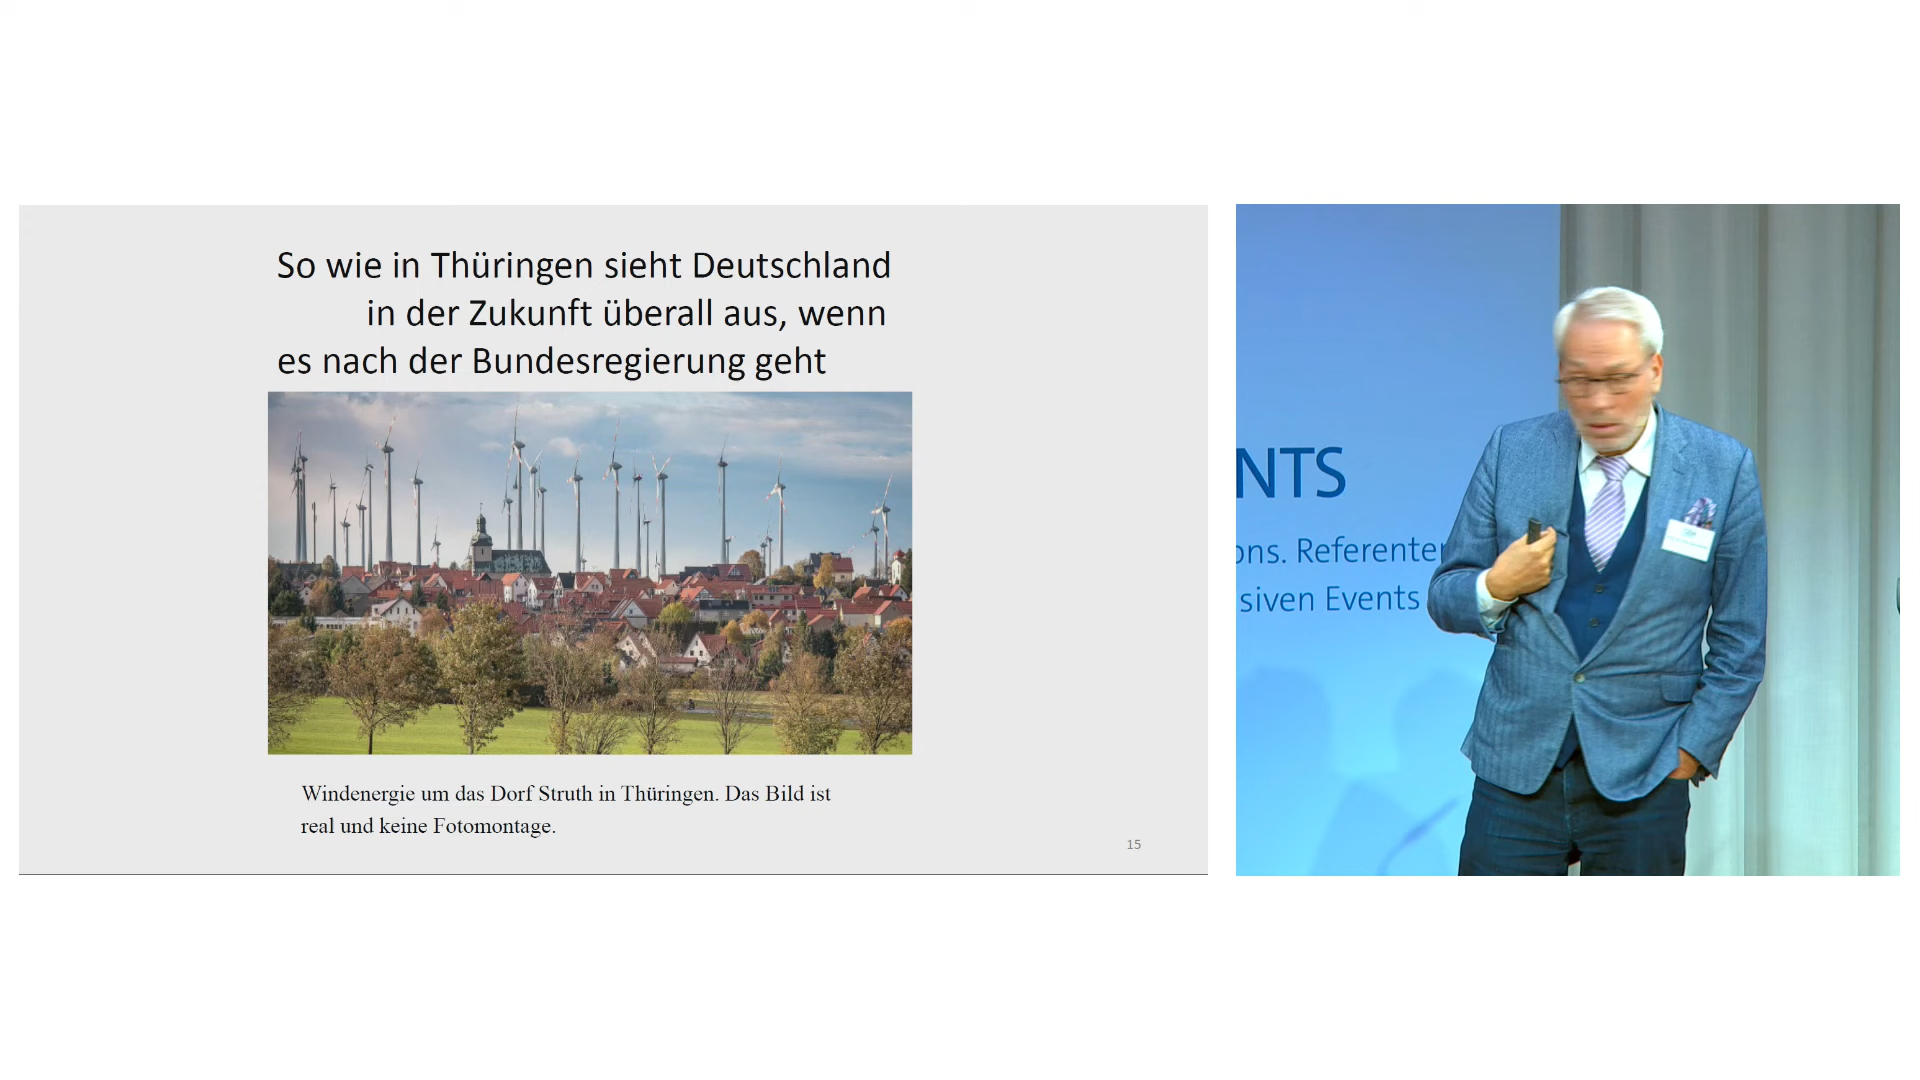 So wie in Thüringen sieht Deutschland
in der Zukunft überall aus, wenn
es nach der Bundesregierung geht
Windenergie um das Dorf Struth in Thüringen. Das Bild ist
real und keine Fotomontage.
15
NTS
ons. Referenten
siven Events